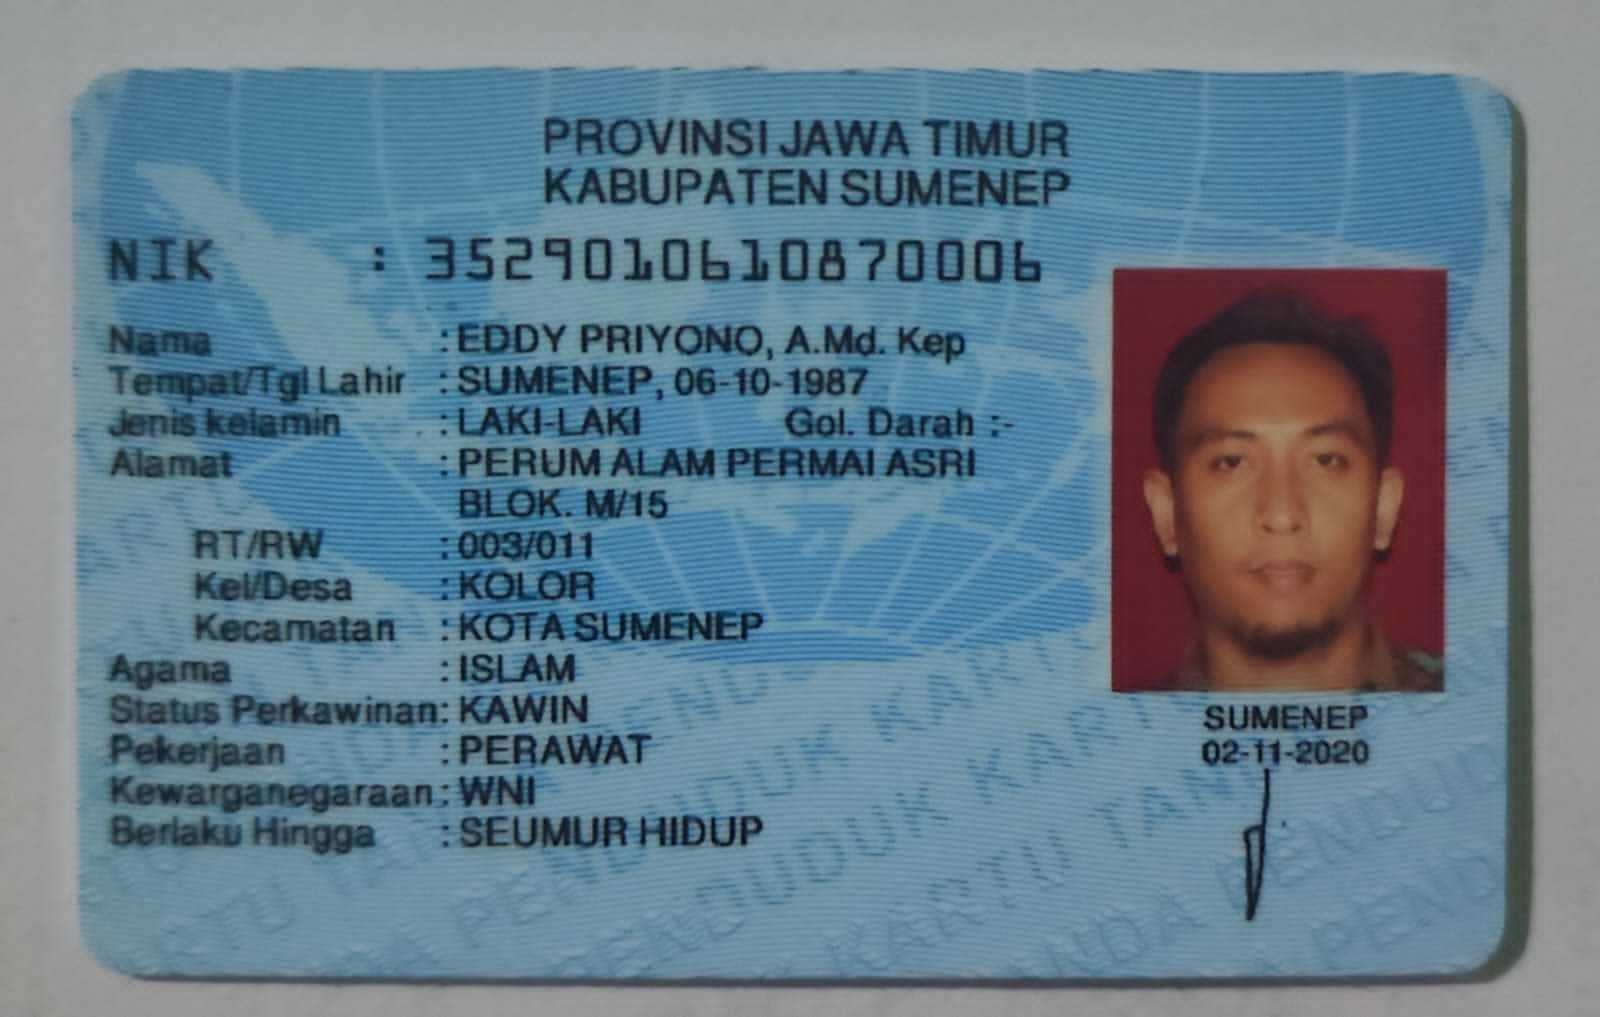 PROVINSI JAWA TIMUR
KABUPATEN SUMENEP
NIK : 3529010610870006
Nama : EDDY PRIYONO, A.Md. Kep
Tempat/Tgl Lahir : SUMENEP, 06-10-1987
Jenis kelamin : LAKI-LAKI Gol. Darah :-
Alamat : PERUM ALAM PERMAI ASRI
BLOK. M/15
RT/RW : 003/011
Kel/Desa : KOLOR
Kecamatan : KOTA SUMENEP
Agama : ISLAM
Status Perkawinan: KAWIN
Pekerjaan : PERAWAT
Kewarganegaraan: WNI
Berlaku Hingga : SEUMUR HIDUP
SUMENEP
02-11-2020